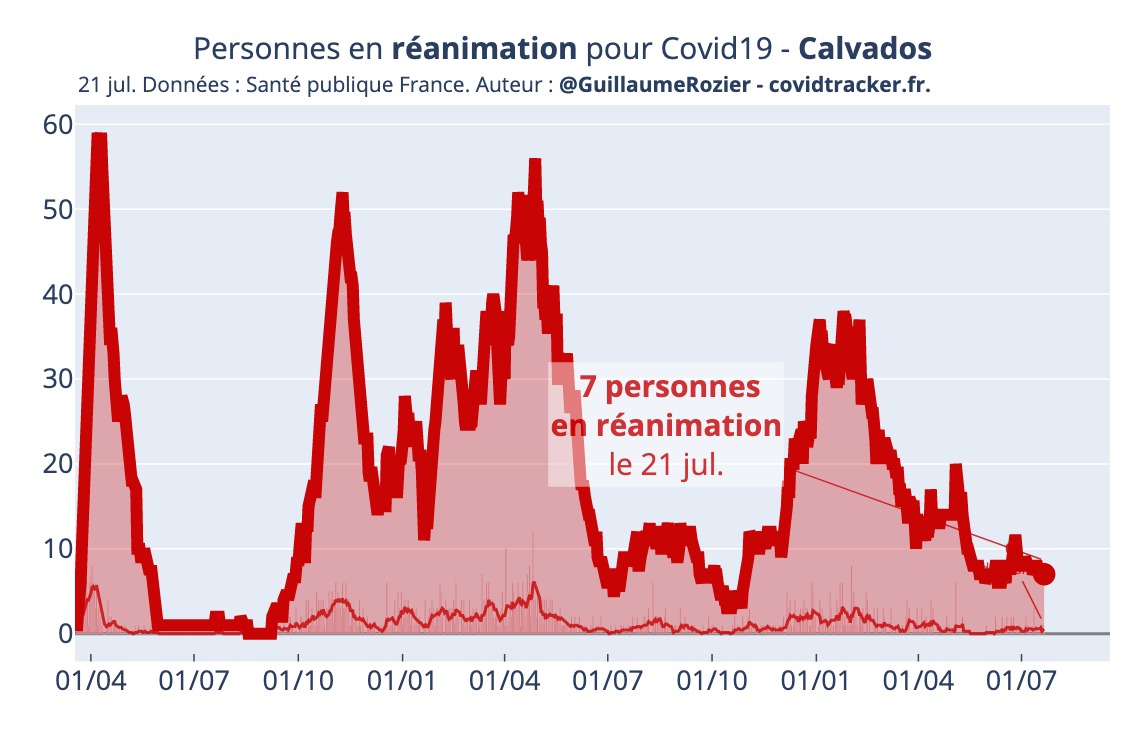 Personnes en réanimation pour Covid19 - Calvados
21 jul. Données : Santé publique France. Auteur : @GuillaumeRozier - covidtracker.fr.
60
50
40
30
20
10
0
7 personnes
en réanimation
le 21 jul.
01/04 01/07 01/10 01/01 01/04 01/07 01/10 01/01 01/04 01/07